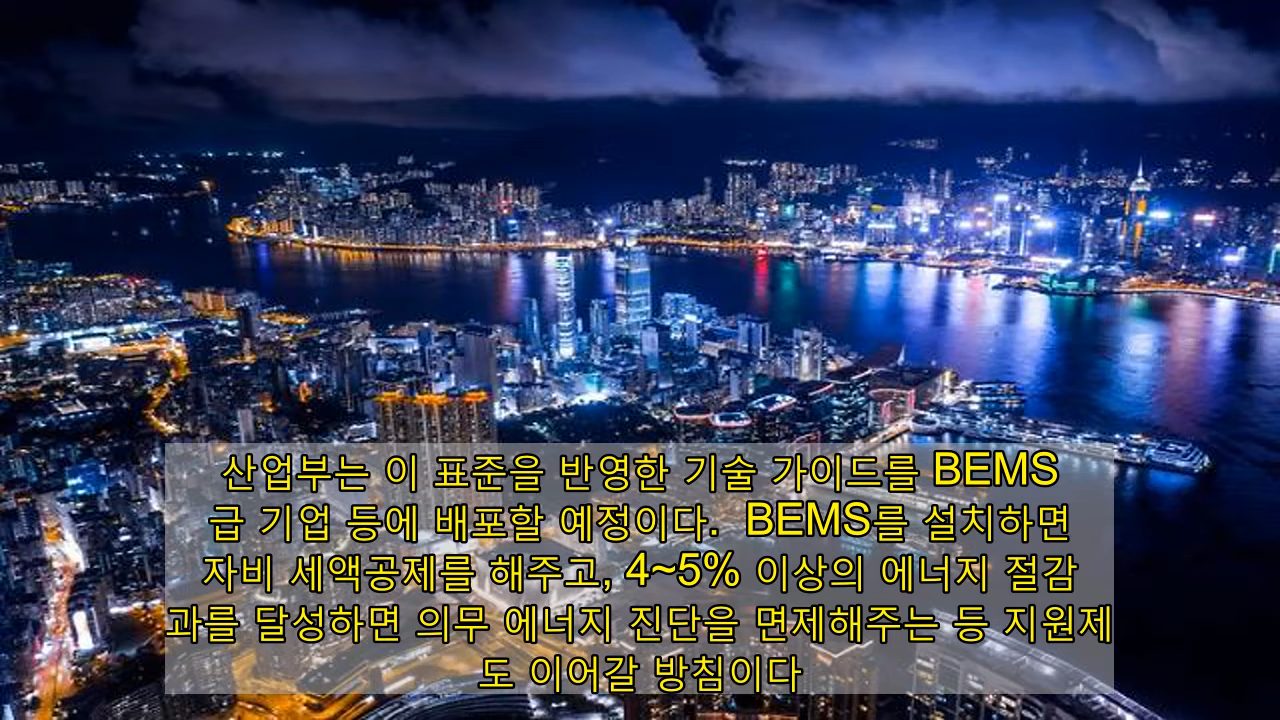 산업부는 이 표준을 반영한 기술 가이드를 BEMS
급 기업 등에 배포할 예정이다. BEMS를 설치하면
자비 세액공제를 해주고, 4~5% 이상의 에너지 절감
과를 달성하면 의무 에너지 진단을 면제해주는 등 지원제
도 이어갈 방침이다